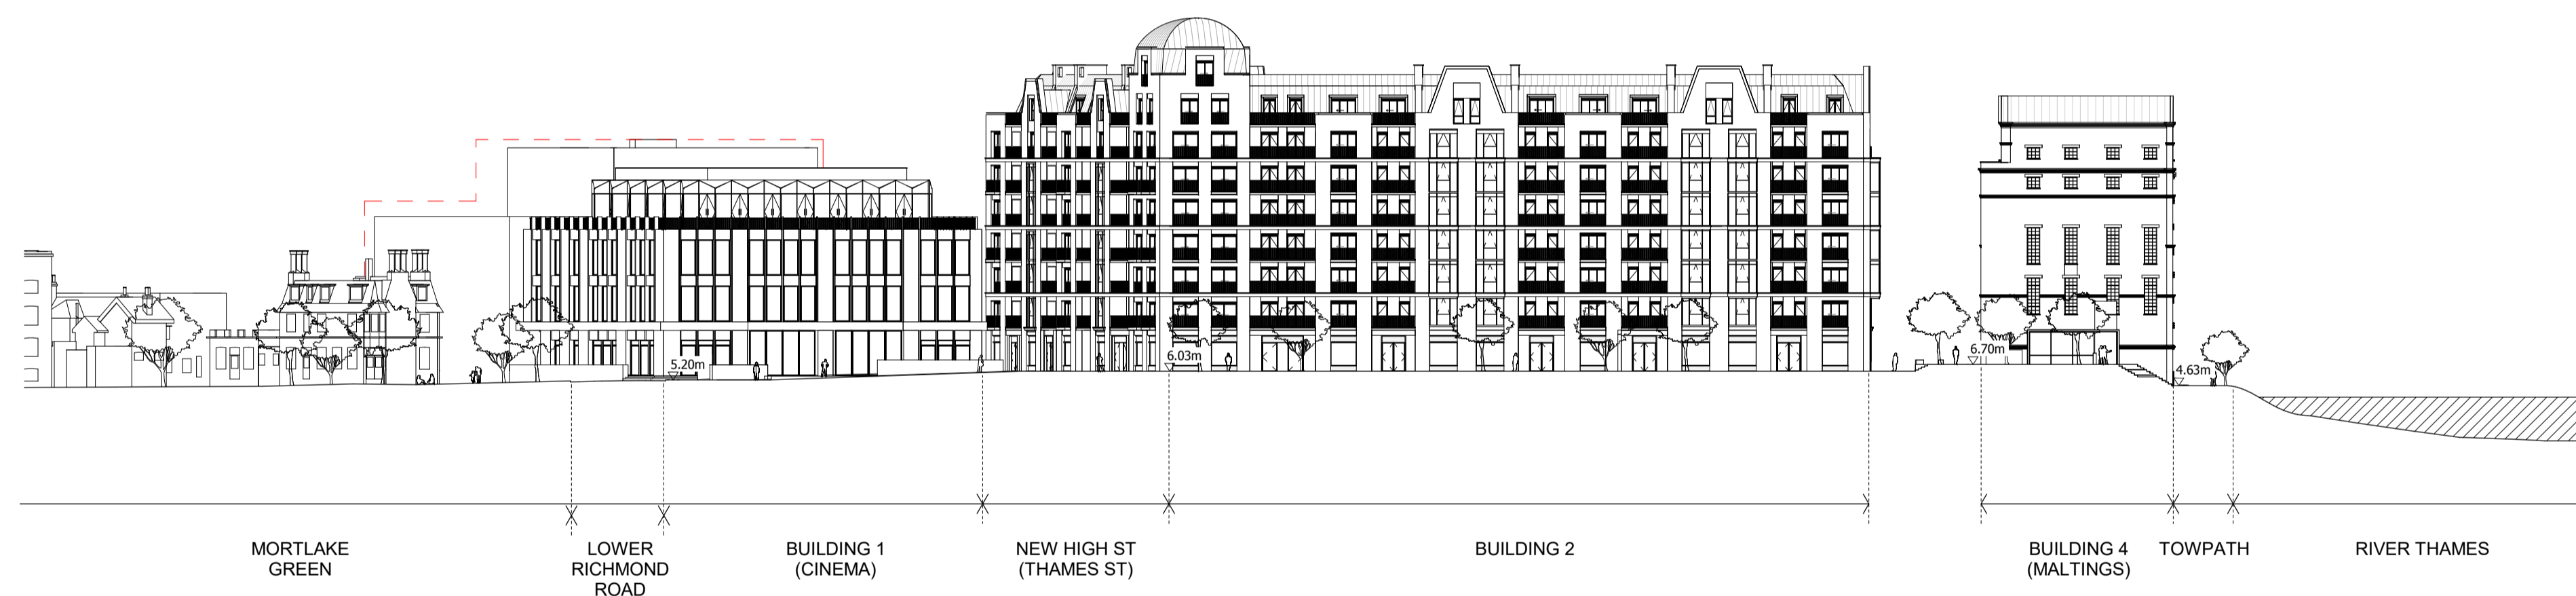 5.20m
6.03m
6.70m
4.63m
MORTLAKE
GREEN
LOWER
RICHMOND
ROAD
BUILDING 1
(CINEMA)
NEW HIGH ST
(THAMES ST)
BUILDING 2
BUILDING 4
(MALTINGS)
TOWPATH
RIVER THAMES